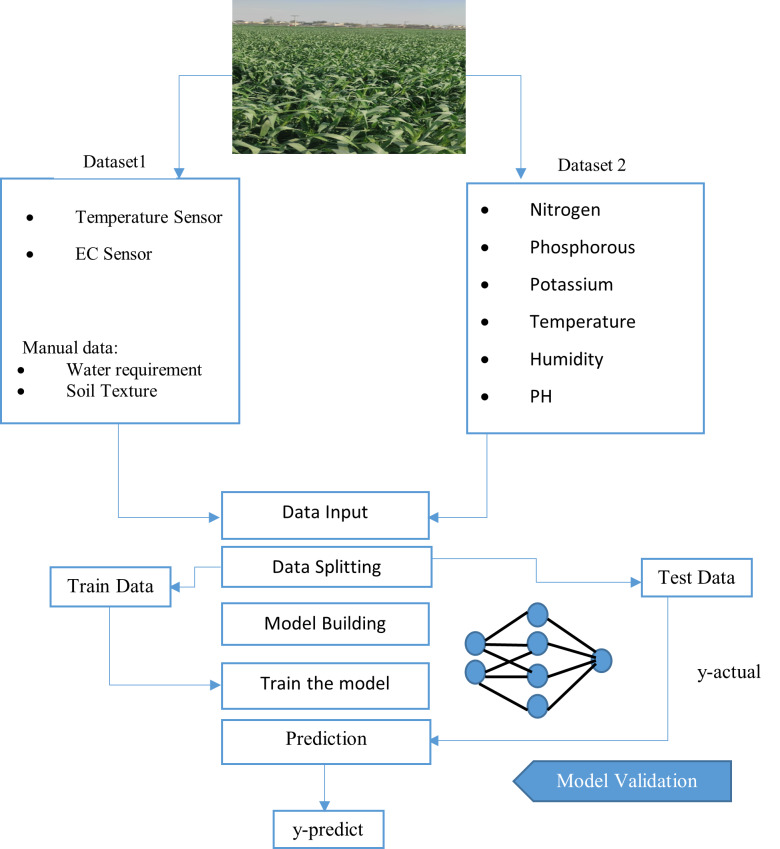 Dataset1
Temperature Sensor
EC Sensor
Manual data:
Water requirement
Soil Texture
Dataset 2
Nitrogen
Phosphorous
Potassium
Temperature
Humidity
PH
Data Input
Data Splitting
Train Data
Test Data
Model Building
Train the model
y-actual
Prediction
Model Validation
y-predict